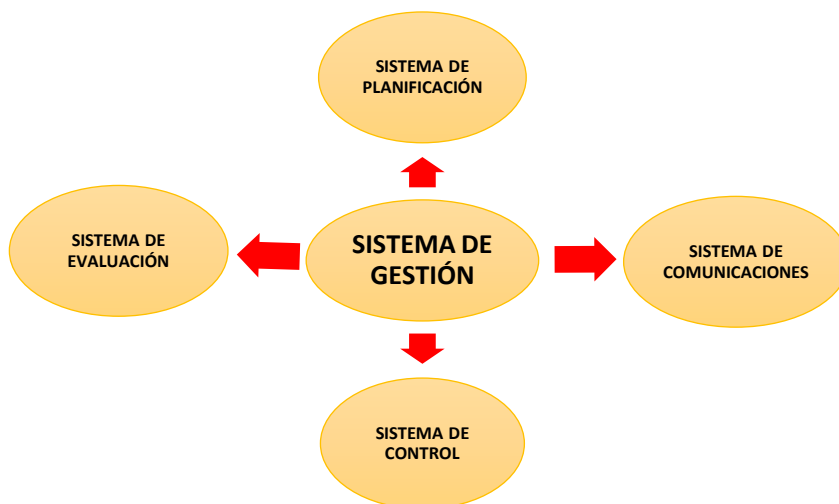 SISTEMA DE
PLANIFICACIÓN
SISTEMA DE
EVALUACIÓN
SISTEMA DE
GESTIÓN
SISTEMA DE
COMUNICACIONES
SISTEMA DE
CONTROL